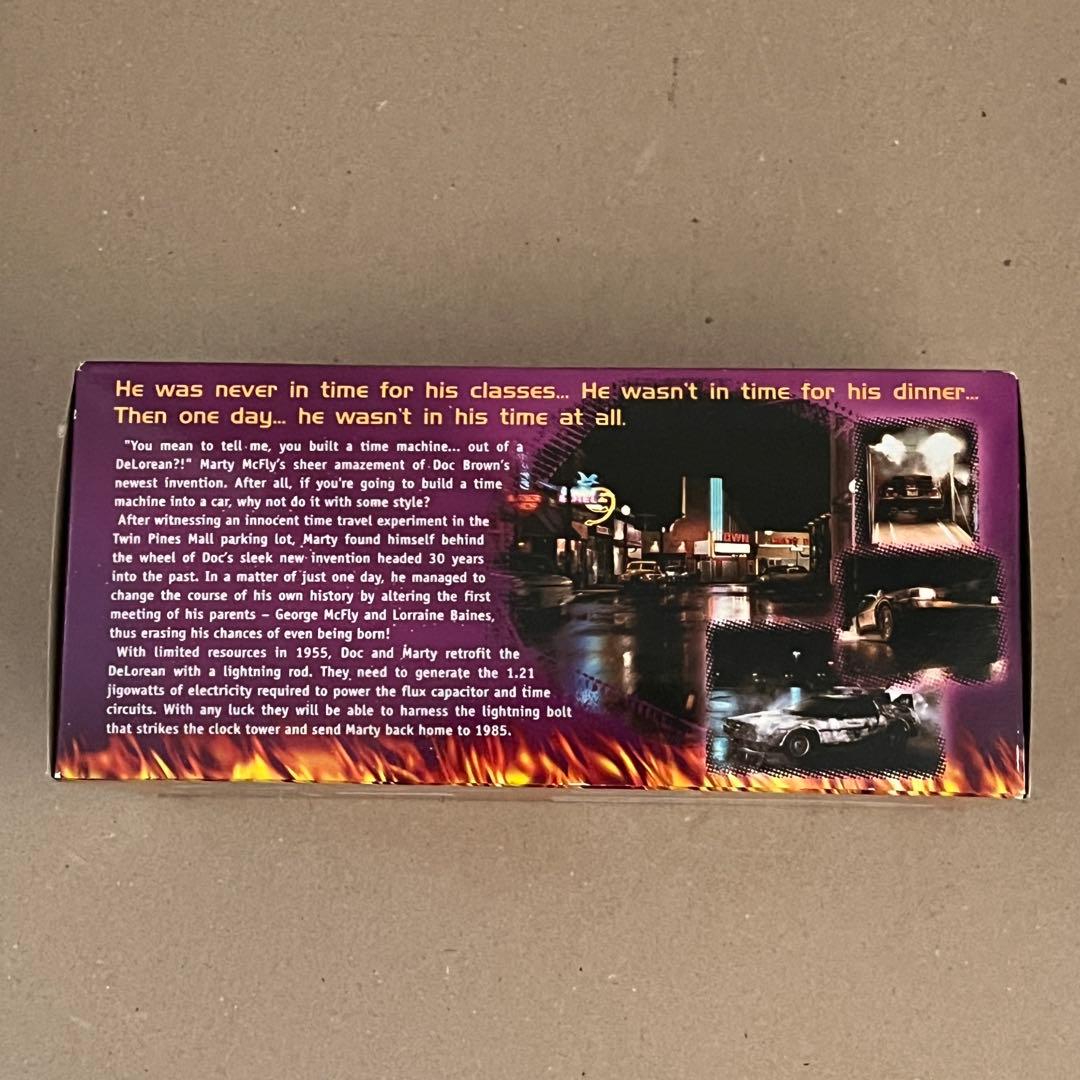 He was never in time for his classes... He wasn't in time for his dinner...
Then one day... he wasn't in his time at all.
"You mean to tell me, you built a time machine... out of a
DeLorean?!" Marty McFly's sheer amazement of Doc Brown's
newest invention. After all, if you're going to build a time
machine into a car, why not do it with some style?
After witnessing an innocent time travel experiment in the
Twin Pines Mall parking lot, Marty found himself behind
the wheel of Doc's sleek new invention headed 30 years
into the past. In a matter of just one day, he managed to
change the course of his own history by altering the first
meeting of his parents – George McFly and Lorraine Baines,
thus erasing his chances of even being born!
With limited resources in 1955, Doc and Marty retrofit the
DeLorean with a lightning rod. They need to generate the 1.21
jigowatts of electricity required to power the flux capacitor and time
circuits. With any luck they will be able to harness the lightning bolt
that strikes the clock tower and send Marty back home to 1985.